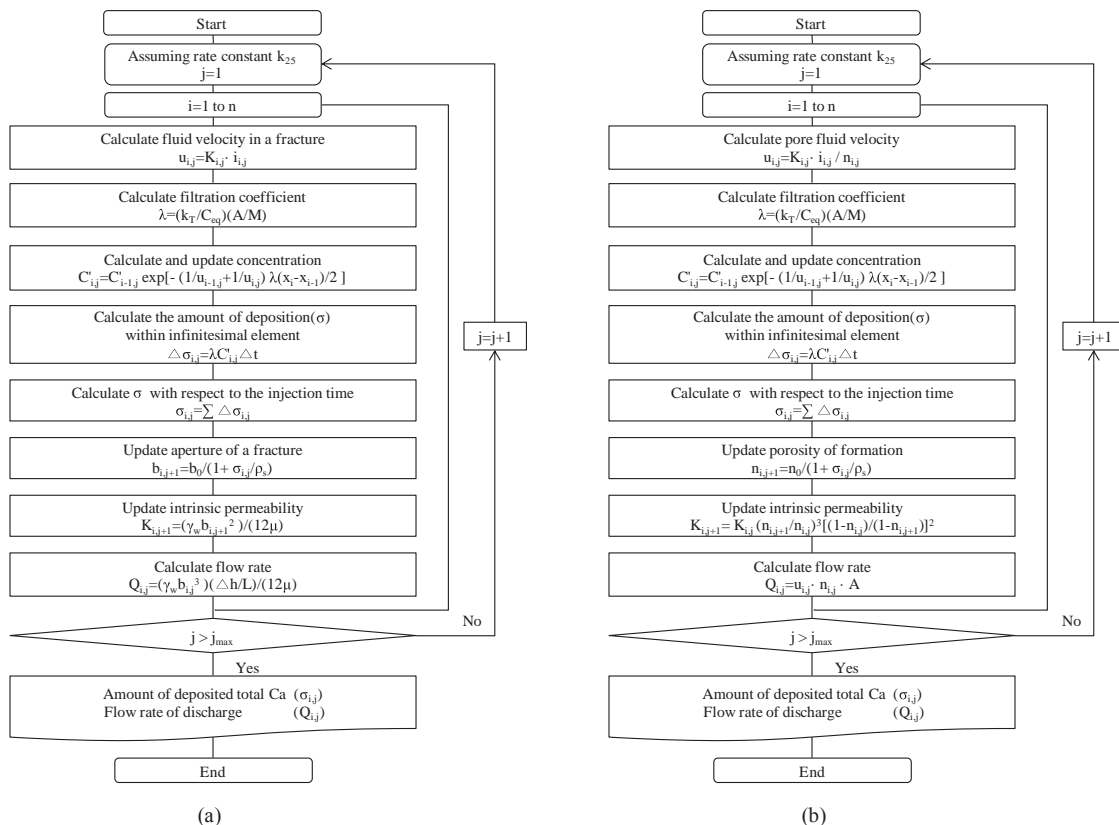 Start
Assuming rate constant k₂₅
j=1
i=1 to n
Calculate fluid velocity in a fracture
uᵢ,ⱼ=Kᵢ,ⱼ· iᵢ,ⱼ
Calculate filtration coefficient
λ=(k_T/C_eq)(A/M)
Calculate and update concentration
C'ᵢ,ⱼ=C'ᵢ₋₁,ⱼ exp[- (1/uᵢ₋₁,ⱼ+1/uᵢ,ⱼ) λ(xᵢ-xᵢ₋₁)/2 ]
Calculate the amount of deposition(σ)
within infinitesimal element
△σᵢ,ⱼ=λC'ᵢ,ⱼ△t
j=j+1
Calculate σ with respect to the injection time
σᵢ,ⱼ=∑ △σᵢ,ⱼ
Update aperture of a fracture
bᵢ,ⱼ₊₁=b₀/(1+ σᵢ,ⱼ/ρₛ)
Update intrinsic permeability
Kᵢ,ⱼ₊₁=(γ_w bᵢ,ⱼ₊₁² )/(12μ)
Calculate flow rate
Qᵢ,ⱼ=(γ_w bᵢ,ⱼ³ )(△h/L)/(12μ)
No
j > j_max
Yes
Amount of deposited total Ca (σᵢ,ⱼ)
Flow rate of discharge (Qᵢ,ⱼ)
End
(a)
Start
Assuming rate constant k₂₅
j=1
i=1 to n
Calculate pore fluid velocity
uᵢ,ⱼ=Kᵢ,ⱼ· iᵢ,ⱼ / nᵢ,ⱼ
Calculate filtration coefficient
λ=(k_T/C_eq)(A/M)
Calculate and update concentration
C'ᵢ,ⱼ=C'ᵢ₋₁,ⱼ exp[- (1/uᵢ₋₁,ⱼ+1/uᵢ,ⱼ) λ(xᵢ-xᵢ₋₁)/2 ]
Calculate the amount of deposition(σ)
within infinitesimal element
△σᵢ,ⱼ=λC'ᵢ,ⱼ△t
j=j+1
Calculate σ with respect to the injection time
σᵢ,ⱼ=∑ △σᵢ,ⱼ
Update porosity of formation
nᵢ,ⱼ₊₁=n₀/(1+ σᵢ,ⱼ/ρₛ)
Update intrinsic permeability
Kᵢ,ⱼ₊₁= Kᵢ,ⱼ (nᵢ,ⱼ₊₁/nᵢ,ⱼ)³[(1-nᵢ,ⱼ)/(1-nᵢ,ⱼ₊₁)]²
Calculate flow rate
Qᵢ,ⱼ=uᵢ,ⱼ· nᵢ,ⱼ · A
No
j > j_max
Yes
Amount of deposited total Ca (σᵢ,ⱼ)
Flow rate of discharge (Qᵢ,ⱼ)
End
(b)